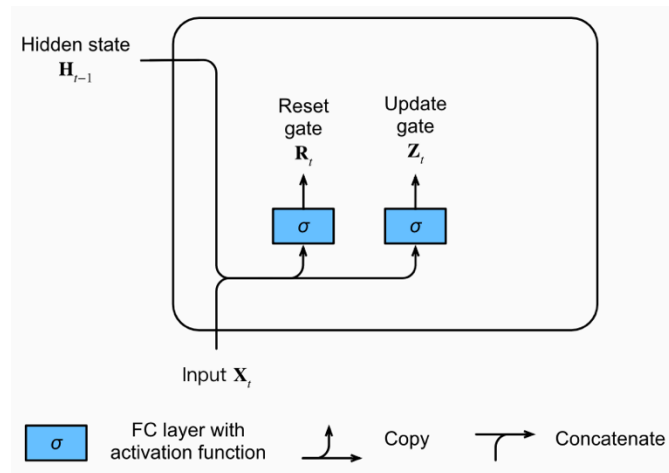 Hidden state
H_{t-1}
Reset
gate
R_t
Update
gate
Z_t
σ
σ
Input X_t
σ
FC layer with
activation function
Copy
Concatenate